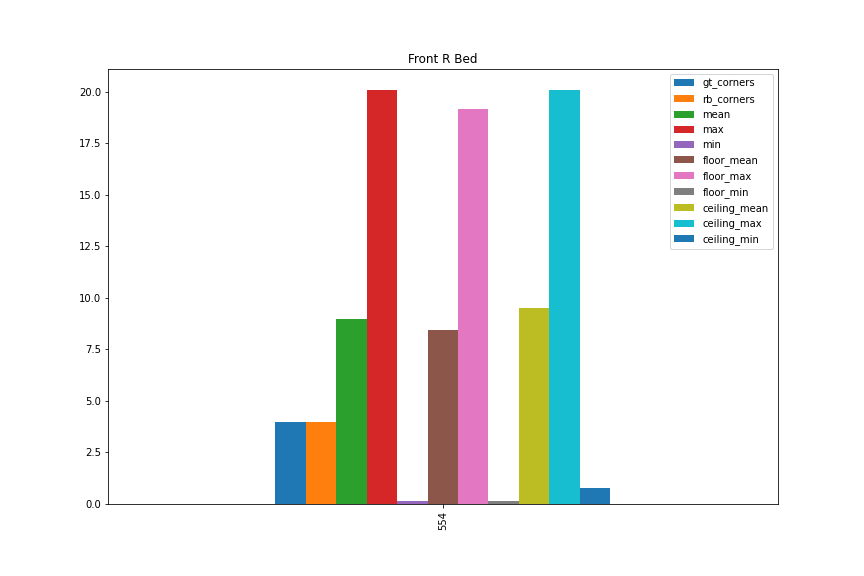 Front R Bed
gt_corners
rb_corners
mean
max
min
floor_mean
floor_max
floor_min
ceiling_mean
ceiling_max
ceiling_min
20.0
17.5
15.0
12.5
10.0
7.5
5.0
2.5
0.0
554